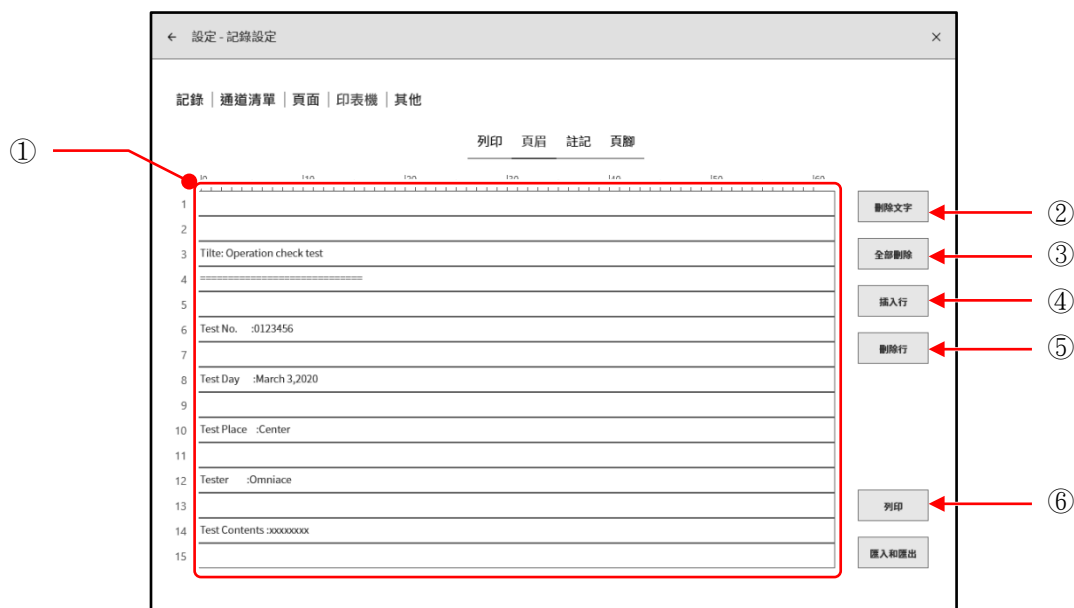 ← 設定 - 記錄設定 ×
記錄 | 通道清單 | 頁面 | 印表機 | 其他
列印 頁眉 註記 頁腳
①
|0 |10 |20 |30 |40 |50 |60
1
刪除文字 ②
2
3 Tilte: Operation check test
全部刪除 ③
4 ==============================
插入行 ④
5
6 Test No. :0123456
刪除行 ⑤
7
8 Test Day :March 3,2020
9
10 Test Place :Center
11
12 Tester :Omniace
13
列印 ⑥
14 Test Contents :xxxxxxxx
15
匯入和匯出